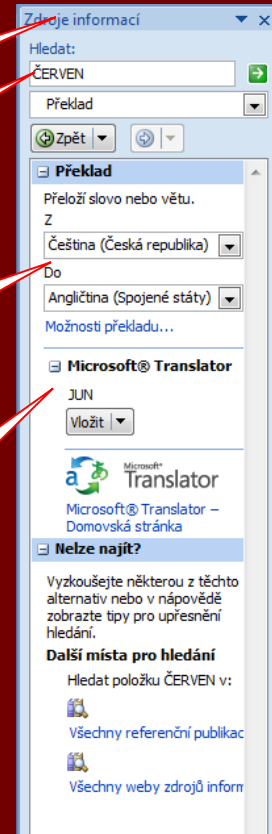 Zdroje informací
Hledat:
ČERVEN
Překlad
Zpět
Překlad
Přeloží slovo nebo větu.
Z
Čeština (Česká republika)
Do
Angličtina (Spojené státy)
Možnosti překladu...
Microsoft® Translator
JUN
Vložit
Microsoft®
Translator
Microsoft® Translator –
Domovská stránka
Nelze najít?
Vyzkoušejte některou z těchto
alternativ nebo v nápovědě
zobrazte tipy pro upřesnění
hledání.
Další místa pro hledání
Hledat položku ČERVEN v:
Všechny referenční publikac
Všechny weby zdrojů inform